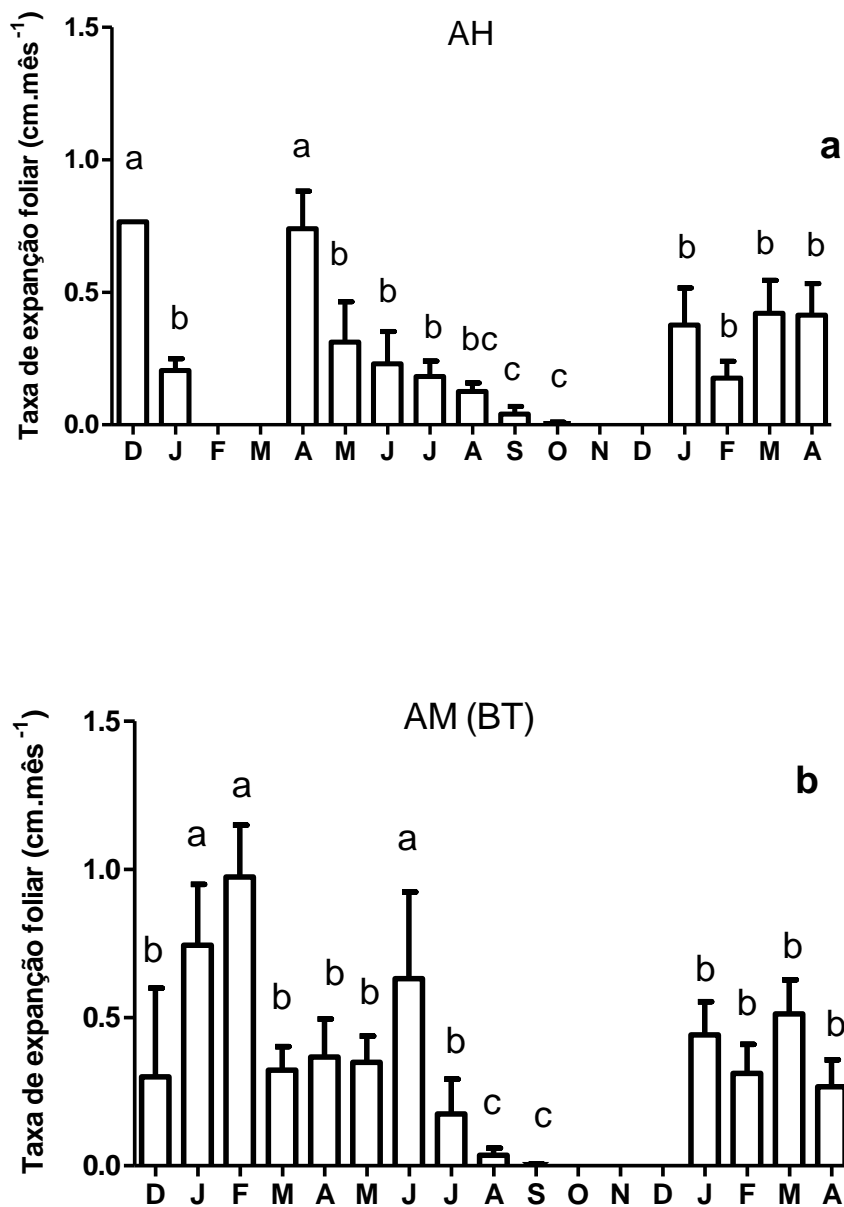 AH
a
Taxa de expanção foliar (cm.mês-1)
1.5
1.0
0.5
0.0
a b a b b b bc c c b b b b
D J F M A M J J A S O N D J F M A
AM (BT)
b
Taxa de expanção foliar (cm.mês-1)
1.5
1.0
0.5
0.0
b a a b b b a b c c b b b b
D J F M A M J J A S O N D J F M A